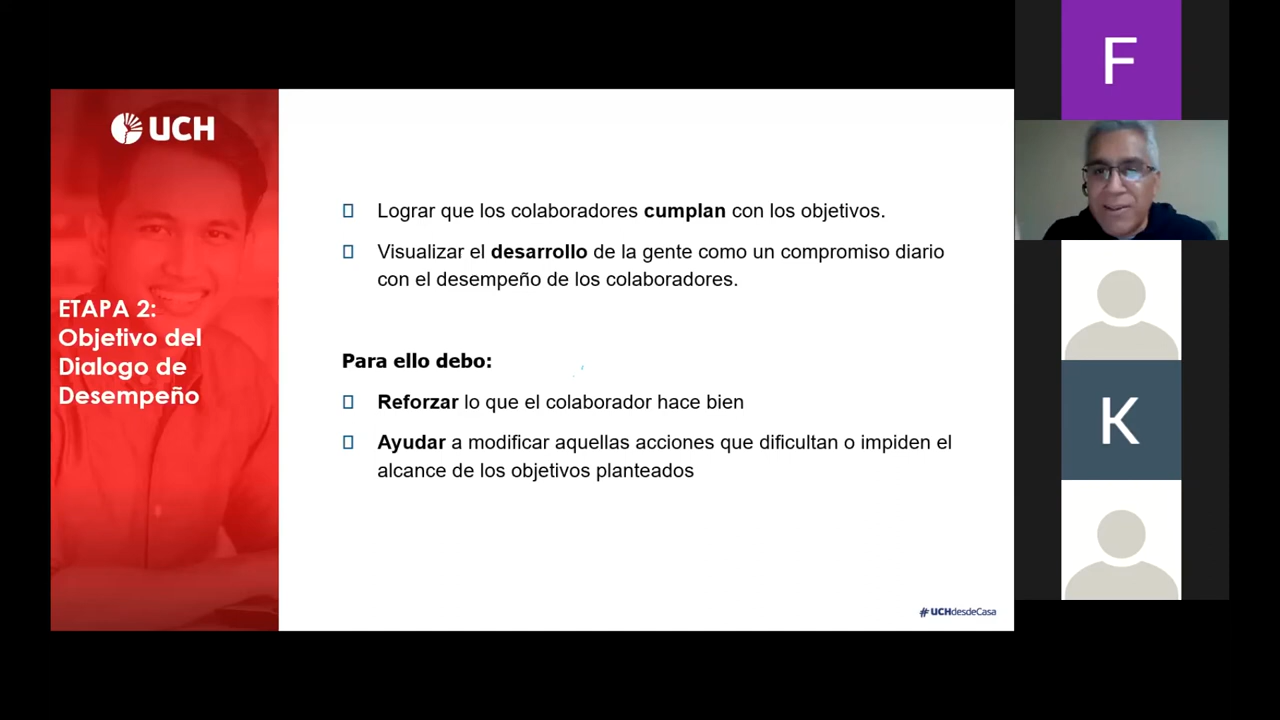 UCH
ETAPA 2:
Objetivo del
Dialogo de
Desempeño
Lograr que los colaboradores cumplan con los objetivos.
Visualizar el desarrollo de la gente como un compromiso diario
con el desempeño de los colaboradores.
Para ello debo:
Reforzar lo que el colaborador hace bien
Ayudar a modificar aquellas acciones que dificultan o impiden el
alcance de los objetivos planteados
#UCHdesdeCasa
F
K